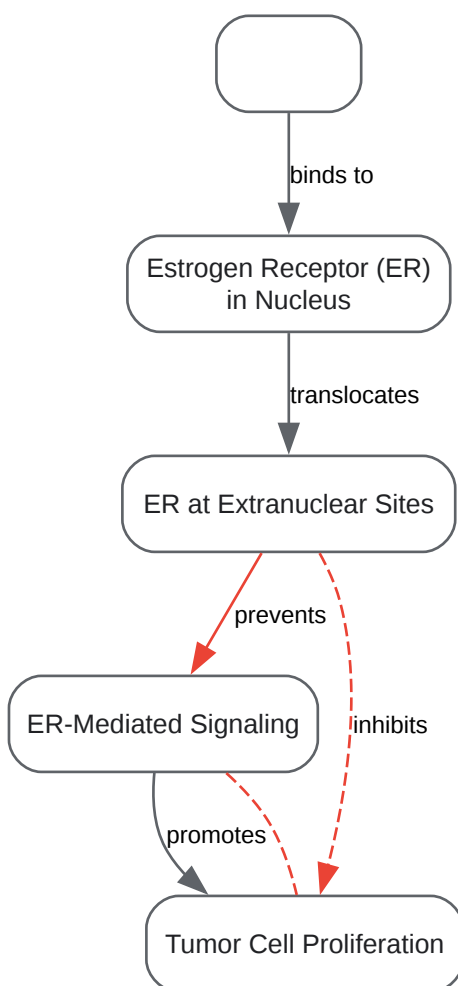 binds to
Estrogen Receptor (ER)
in Nucleus
translocates
ER at Extranuclear Sites
prevents
ER-Mediated Signaling
inhibits
promotes
Tumor Cell Proliferation